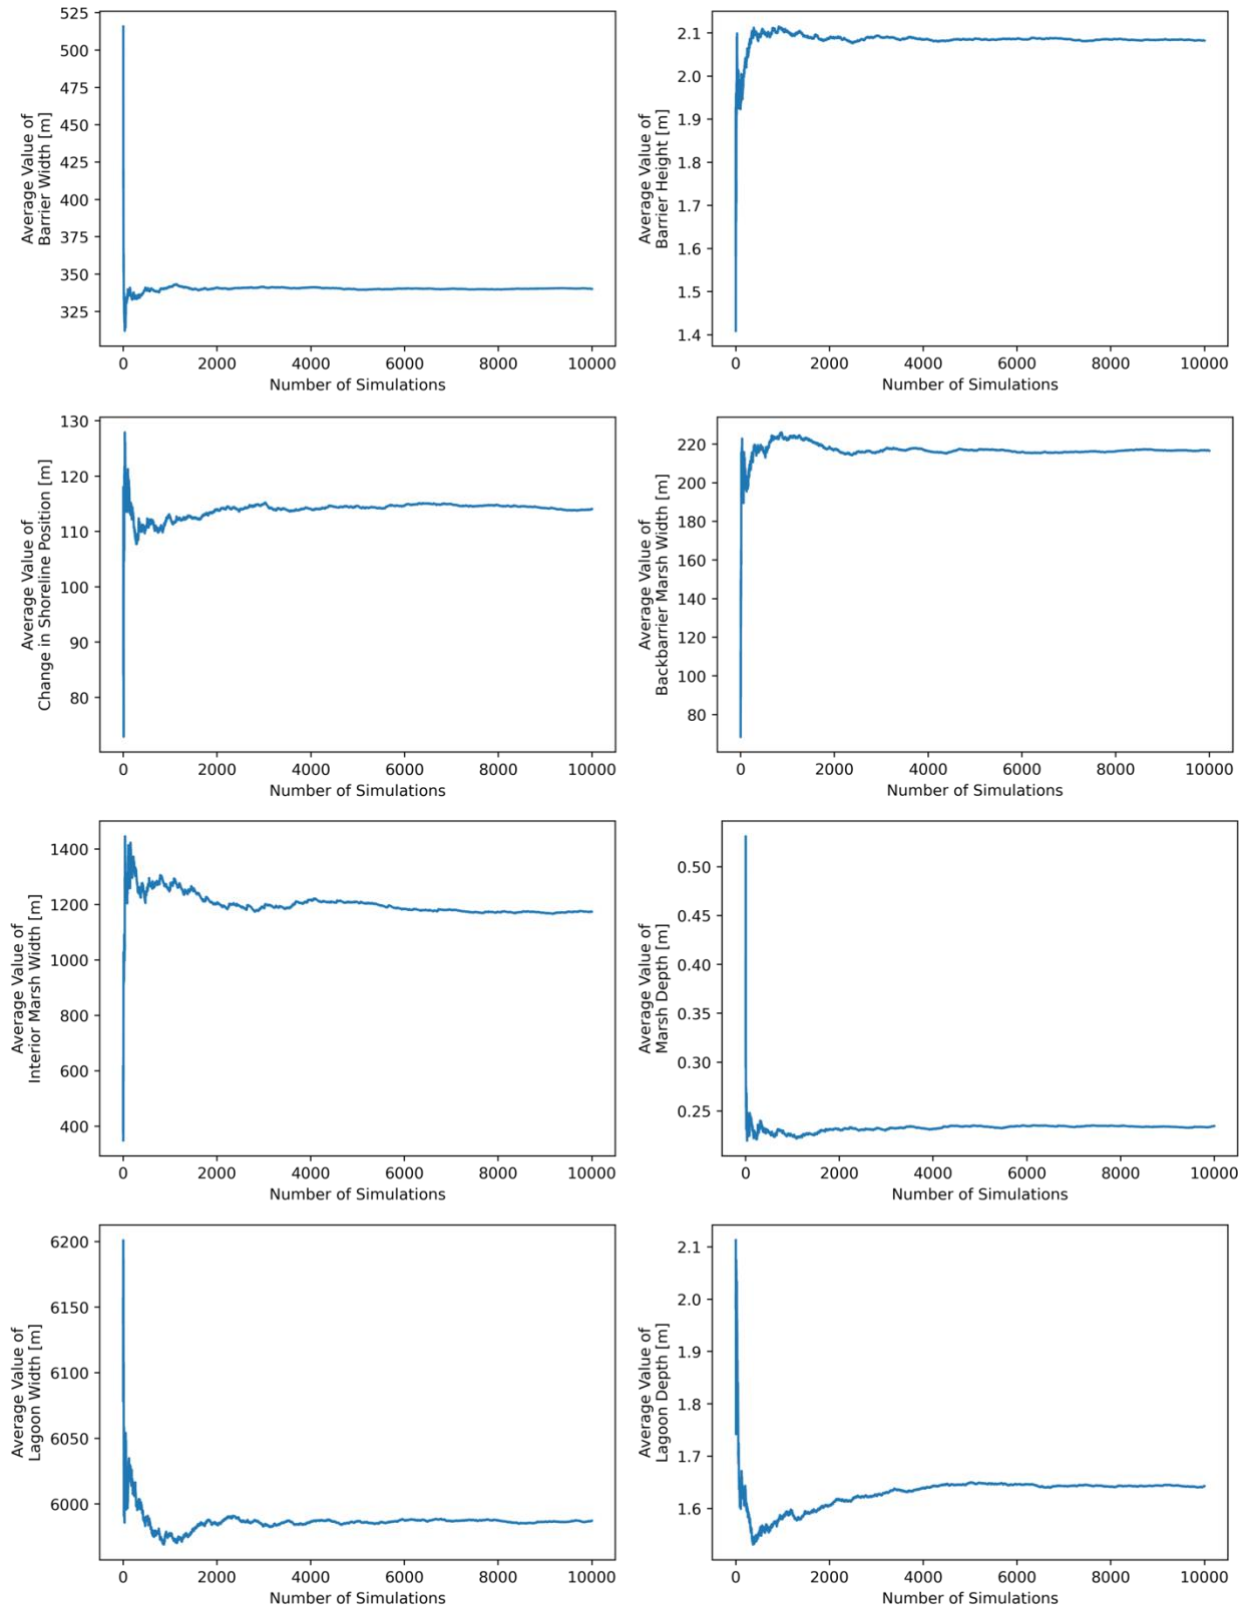 525
500
475
450
425
400
375
350
325
Average Value of
Barrier Width [m]
0 2000 4000 6000 8000 10000
Number of Simulations
2.1
2.0
1.9
1.8
1.7
1.6
1.5
1.4
Average Value of
Barrier Height [m]
0 2000 4000 6000 8000 10000
Number of Simulations
130
120
110
100
90
80
Average Value of
Change in Shoreline Position [m]
0 2000 4000 6000 8000 10000
Number of Simulations
220
200
180
160
140
120
100
80
Average Value of
Backbarrier Marsh Width [m]
0 2000 4000 6000 8000 10000
Number of Simulations
1400
1200
1000
800
600
400
Average Value of
Interior Marsh Width [m]
0 2000 4000 6000 8000 10000
Number of Simulations
0.50
0.45
0.40
0.35
0.30
0.25
Average Value of
Marsh Depth [m]
0 2000 4000 6000 8000 10000
Number of Simulations
6200
6150
6100
6050
6000
Average Value of
Lagoon Width [m]
0 2000 4000 6000 8000 10000
Number of Simulations
2.1
2.0
1.9
1.8
1.7
1.6
Average Value of
Lagoon Depth [m]
0 2000 4000 6000 8000 10000
Number of Simulations